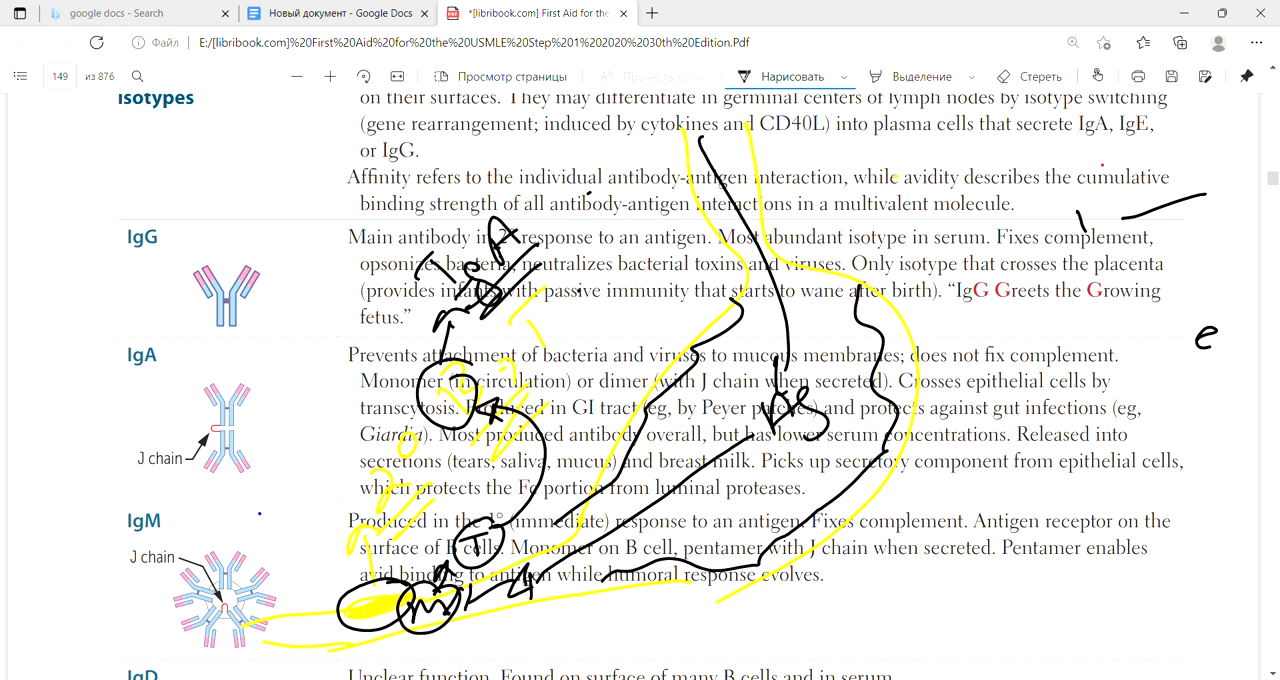 google docs - Search
Новый документ - Google Docs
*[libribook.com] First Aid for the
Файл
E:/[libribook.com]%20First%20Aid%20for%20the%20USMLE%20Step%201%202020%2030th%20Edition.Pdf
149 из 876
Просмотр страницы
Прочесть вслух
Нарисовать
Выделение
Стереть
isotypes
on their surfaces. They may differentiate in germinal centers of lymph nodes by isotype switching
(gene rearrangement; induced by cytokines and CD40L) into plasma cells that secrete IgA, IgE,
or IgG.
Affinity refers to the individual antibody-antigen interaction, while avidity describes the cumulative
binding strength of all antibody-antigen interactions in a multivalent molecule.
IgG
Main antibody in 2° response to an antigen. Most abundant isotype in serum. Fixes complement,
opsonizes bacteria, neutralizes bacterial toxins and viruses. Only isotype that crosses the placenta
(provides infants with passive immunity that starts to wane after birth). “IgG Greets the Growing
fetus.”
IgA
J chain
Prevents attachment of bacteria and viruses to mucous membranes; does not fix complement.
Monomer (in circulation) or dimer (with J chain when secreted). Crosses epithelial cells by
transcytosis. Produced in GI tract (eg, by Peyer patches) and protects against gut infections (eg,
Giardia). Most produced antibody overall, but has lower serum concentrations. Released into
secretions (tears, saliva, mucus) and breast milk. Picks up secretory component from epithelial cells,
which protects the Fc portion from luminal proteases.
IgM
J chain
Produced in the 1° (immediate) response to an antigen. Fixes complement. Antigen receptor on the
surface of B cells. Monomer on B cell, pentamer with J chain when secreted. Pentamer enables
avid binding to antigen while humoral response evolves.
IgD
Unclear function. Found on surface of many B cells and in serum.
e
T
4
4